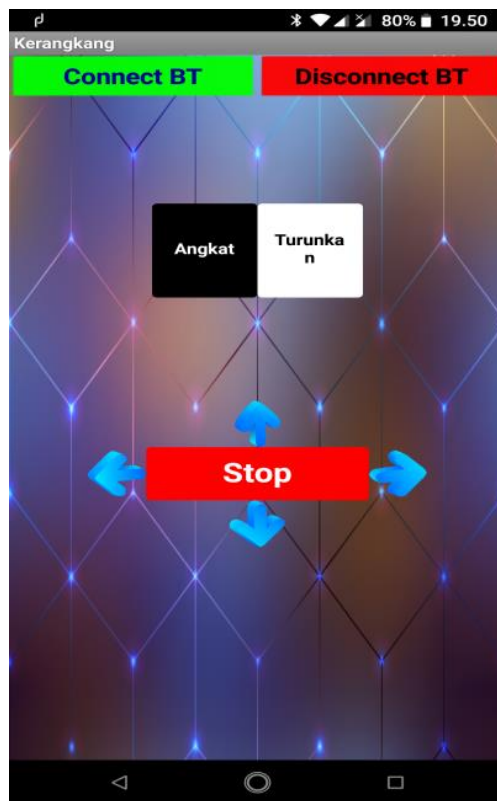 80% 19.50
Kerangkang
Connect BT Disconnect BT
Angkat
Turunka
n
Stop